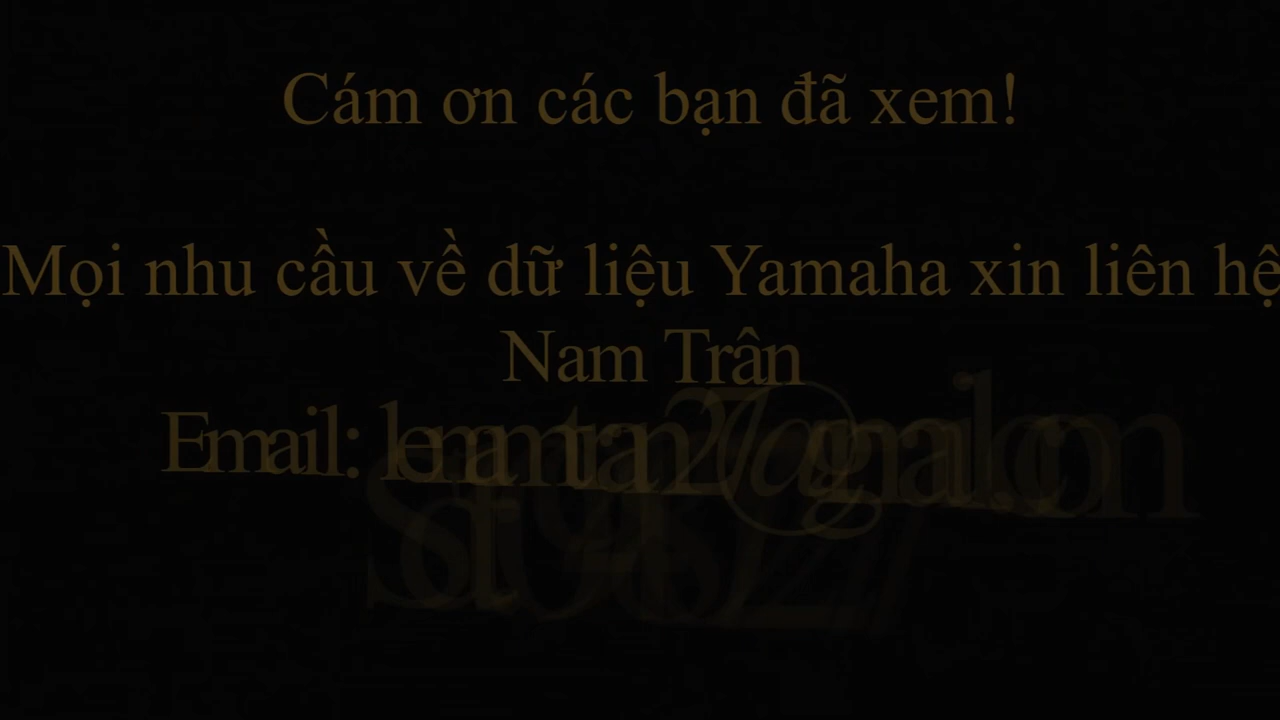 Cám ơn các bạn đã xem!
Mọi nhu cầu về dữ liệu Yamaha xin liên hệ
Nam Trân
Email: